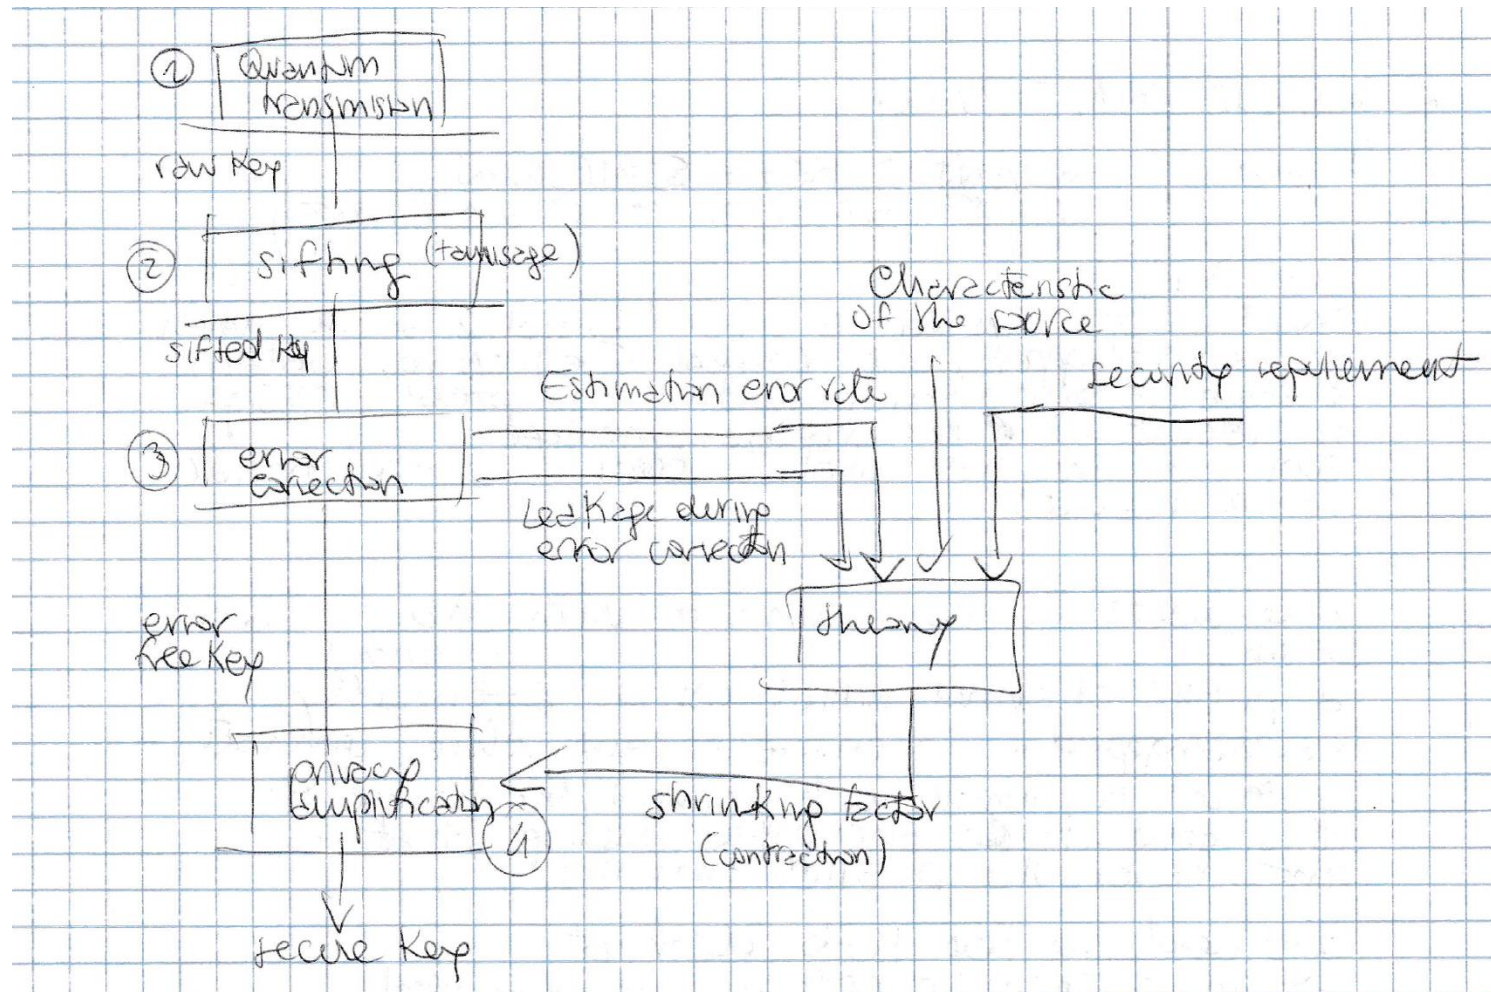 1 Quantum
transmision
raw key
2 sifting (tamisage)
Characteristic
of the source
sifted key
security requirement
Estimation error rate
3 error
correction
Leakage during
error correction
error
free key
theory
privacy
amplification
4
shrinking factor
(contraction)
secure key